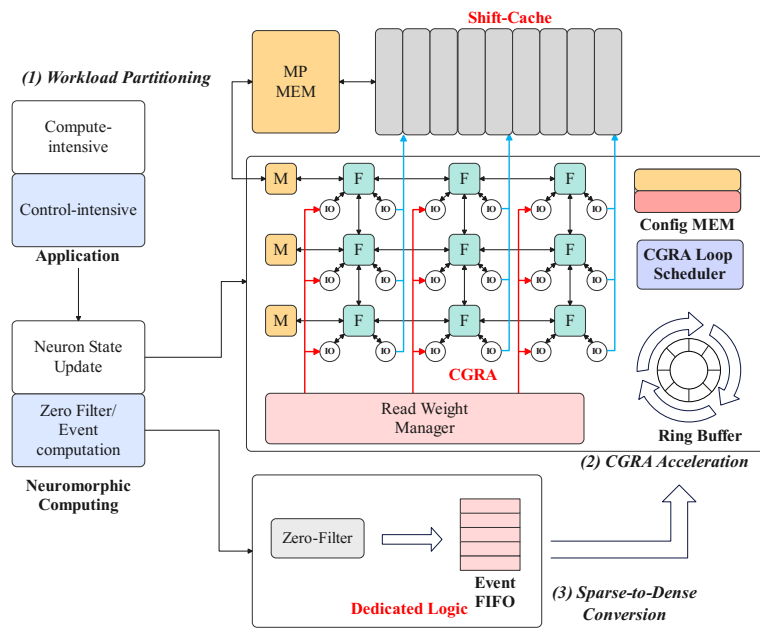 Shift-Cache
(1) Workload Partitioning
MP
MEM
Compute-
intensive
Control-intensive
Application
M
F
F
F
IO
IO
IO
IO
IO
IO
M
F
F
F
IO
IO
IO
IO
IO
IO
M
F
F
F
IO
IO
IO
IO
IO
IO
CGRA
Config MEM
CGRA Loop
Scheduler
Ring Buffer
Read Weight
Manager
(2) CGRA Acceleration
Neuron State
Update
Zero Filter/
Event
computation
Neuromorphic
Computing
Zero-Filter
Event
FIFO
Dedicated Logic
(3) Sparse-to-Dense
Conversion